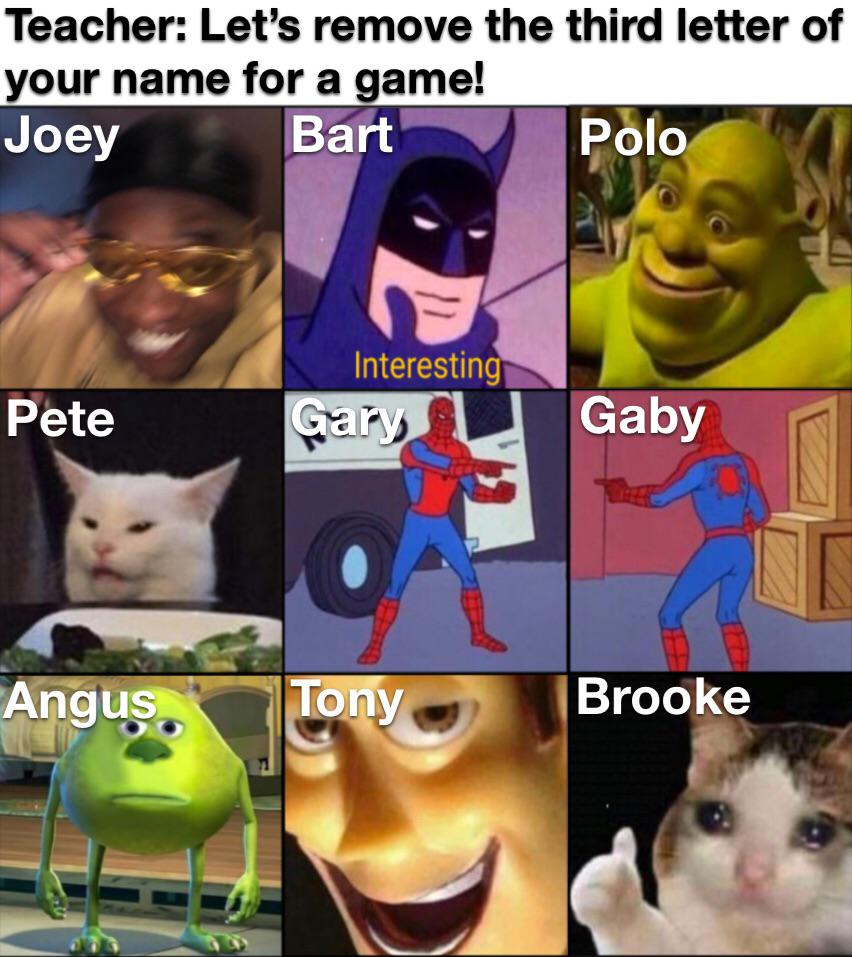 Teacher: Let's remove the third letter of
your name for a game!
Joey
Bart
Polo
Interesting
Pete
Gary
Gaby
Angus
Tony
Brooke